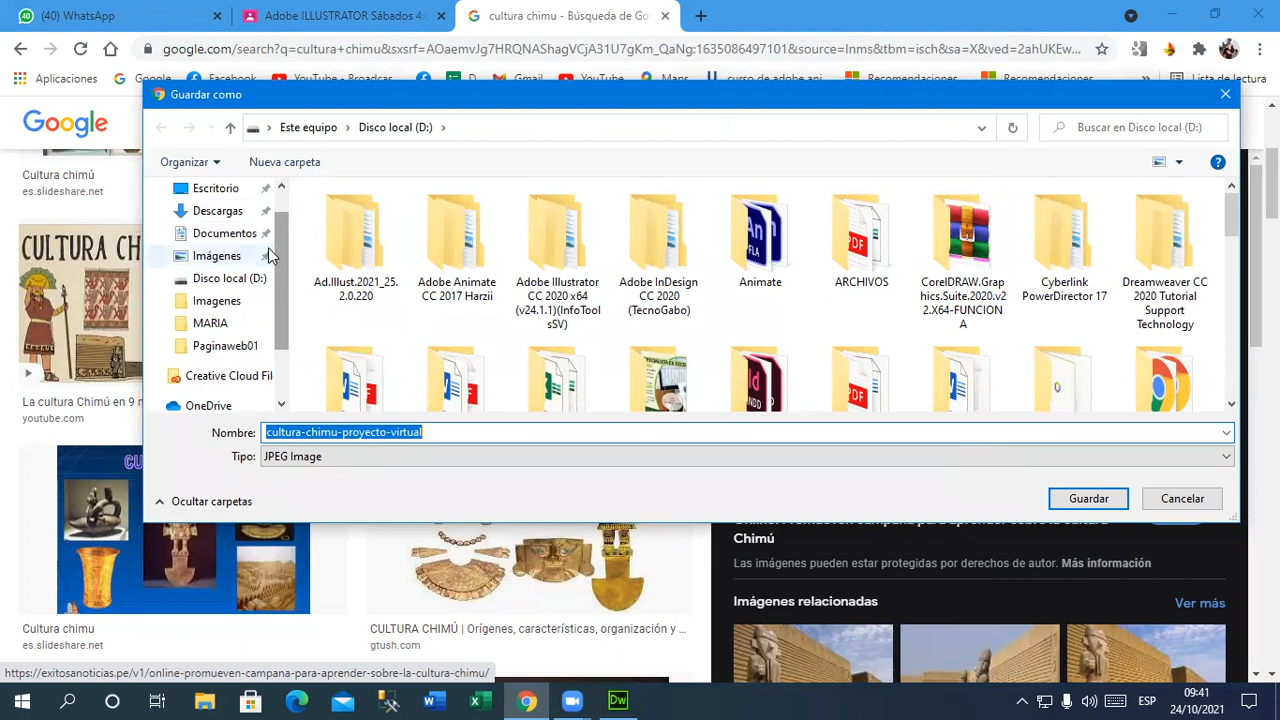 (40) WhatsApp
Adobe ILLUSTRATOR Sábados 4
cultura chimu - Búsqueda de Go
google.com/search?q=cultura+chimu&sxsrf=AOaemvJg7HRQNAShagVCjA31U7gKm_QaNg:1635086497101&source=lnms&tbm=isch&sa=X&ved=2ahUKEw...
Aplicaciones
Google
Facebook
YouTube - Broadcar
Gmail
YouTube
Maps
curso de adobe ani
Recomendaciones
Recomendaciones
Lista de lectura
Google
Cultura chimú
es.slideshare.net
CULTURA CH
La cultura Chimú en 9 m
youtube.com
Guardar como
Este equipo
Disco local (D:)
Buscar en Disco local (D:)
Organizar
Nueva carpeta
Escritorio
Descargas
Documentos
Imágenes
Disco local (D:)
Imagenes
MARIA
Paginaweb01
Creative Cloud Fil
OneDrive
Ad.Illust.2021_25.
2.0.220
Adobe Animate
CC 2017 Harzii
Adobe Illustrator
CC 2020 x64
(v24.1.1)(InfoTool
sSV)
Adobe InDesign
CC 2020
(TecnoGabo)
Animate
ARCHIVOS
CorelDRAW.Grap
hics.Suite.2020.v2
2.X64-FUNCION
A
Cyberlink
PowerDirector 17
Dreamweaver CC
2020 Tutorial
Support
Technology
Nombre:
cultura-chimu-proyecto-virtual
Tipo:
JPEG Image
Ocultar carpetas
Guardar
Cancelar
Chimú
Las imágenes pueden estar protegidas por derechos de autor. Más información
Imágenes relacionadas
Ver más
Cultura chimu
es.slideshare.net
CULTURA CHIMÚ | Orígenes, características, organización y ...
gtush.com
https://exitosanoticias.pe/v1/online-promueven-campana-para-aprender-sobre-la-cultura-chimu/
ESP
09:41
24/10/2021